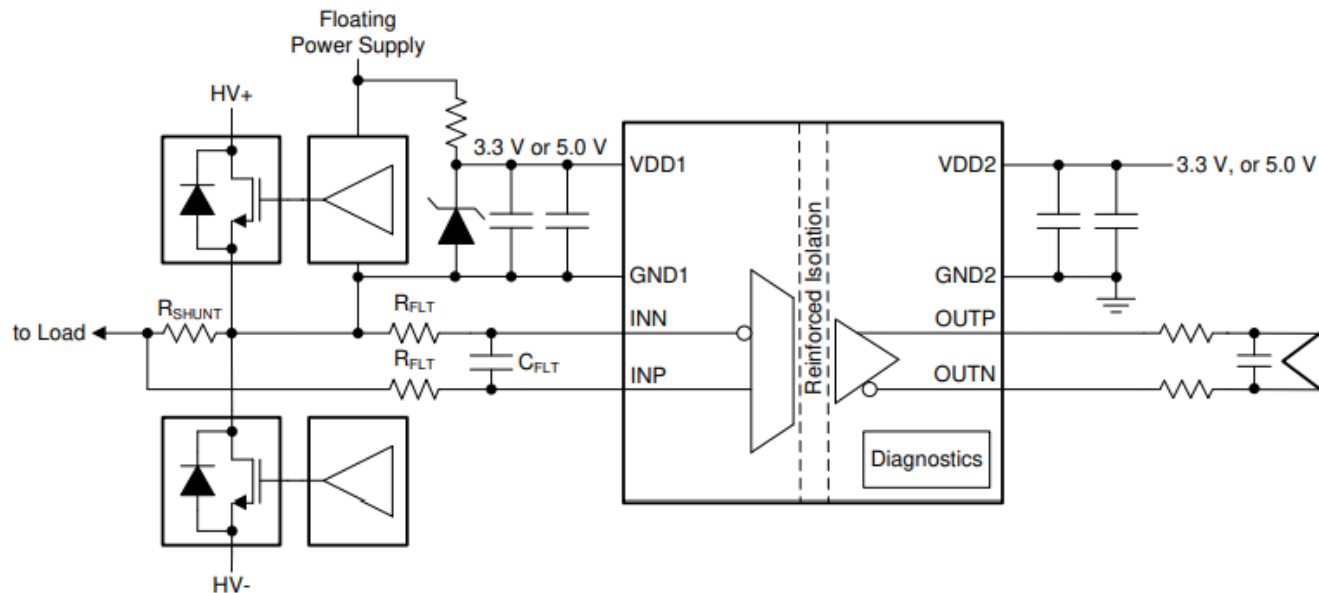 Floating
Power Supply
HV+
3.3 V or 5.0 V
VDD1
VDD2
3.3 V, or 5.0 V
Reinforced Isolation
GND1
GND2
RSHUNT
RFLT
INN
OUTP
to Load
RFLT
CFLT
INP
OUTN
Diagnostics
HV-